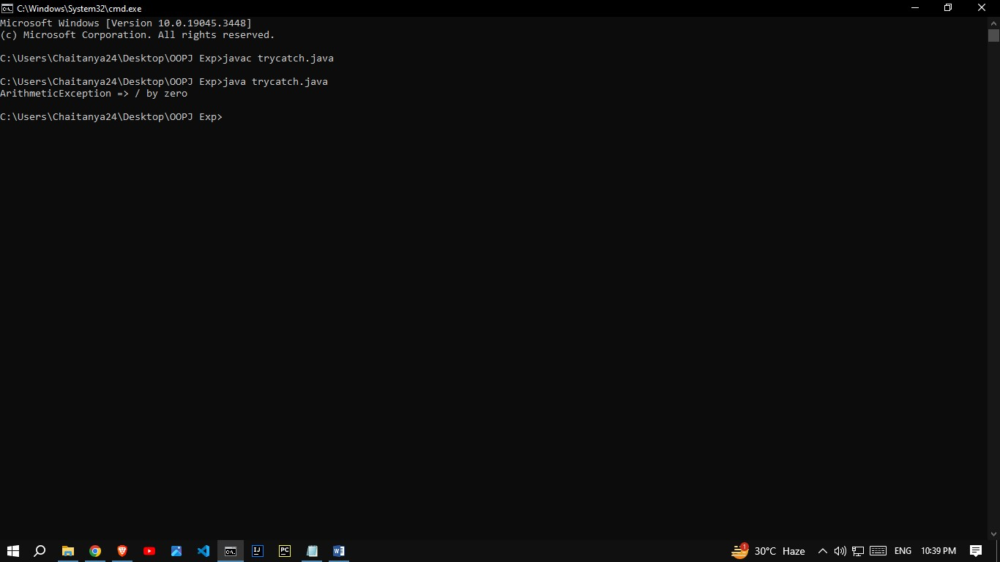 C:\Windows\System32\cmd.exe
Microsoft Windows [Version 10.0.19045.3448]
(c) Microsoft Corporation. All rights reserved.
C:\Users\Chaitanya24\Desktop\OOPJ Exp>javac trycatch.java
C:\Users\Chaitanya24\Desktop\OOPJ Exp>java trycatch.java
ArithmeticException => / by zero
C:\Users\Chaitanya24\Desktop\OOPJ Exp>
1 30°C Haze ENG 10:39 PM